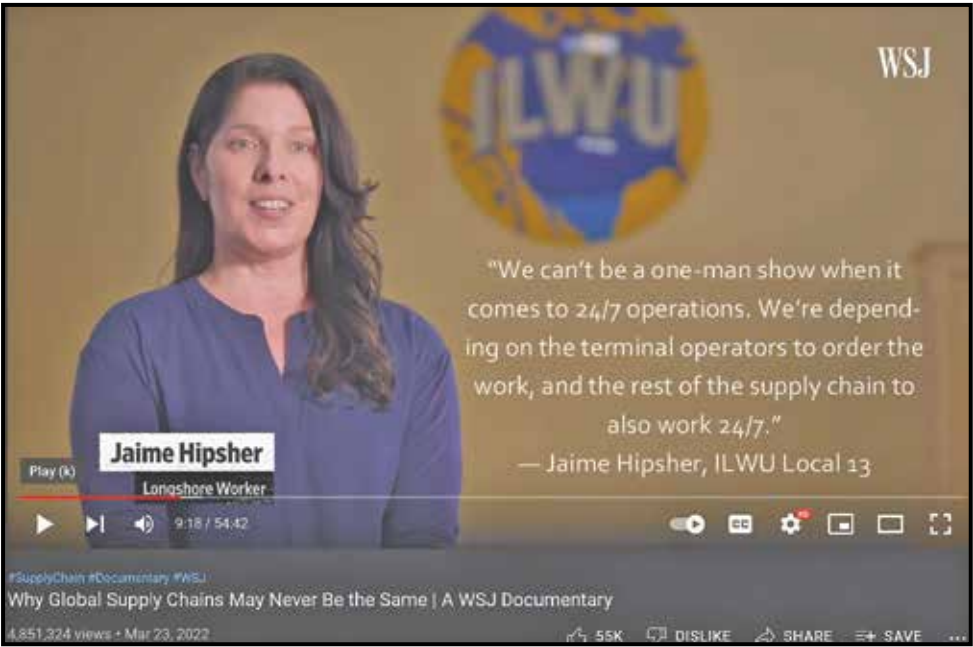 ILWU
WSJ
“We can’t be a one-man show when it
comes to 24/7 operations. We’re depend-
ing on the terminal operators to order the
work, and the rest of the supply chain to
also work 24/7.”
— Jaime Hipsher, ILWU Local 13
Jaime Hipsher
Longshore Worker
Play (k)
9:18 / 54:42
CC
HD
#SupplyChain #Documentary #WSJ
Why Global Supply Chains May Never Be the Same | A WSJ Documentary
4,851,324 views • Mar 23, 2022
55K DISLIKE SHARE SAVE ...